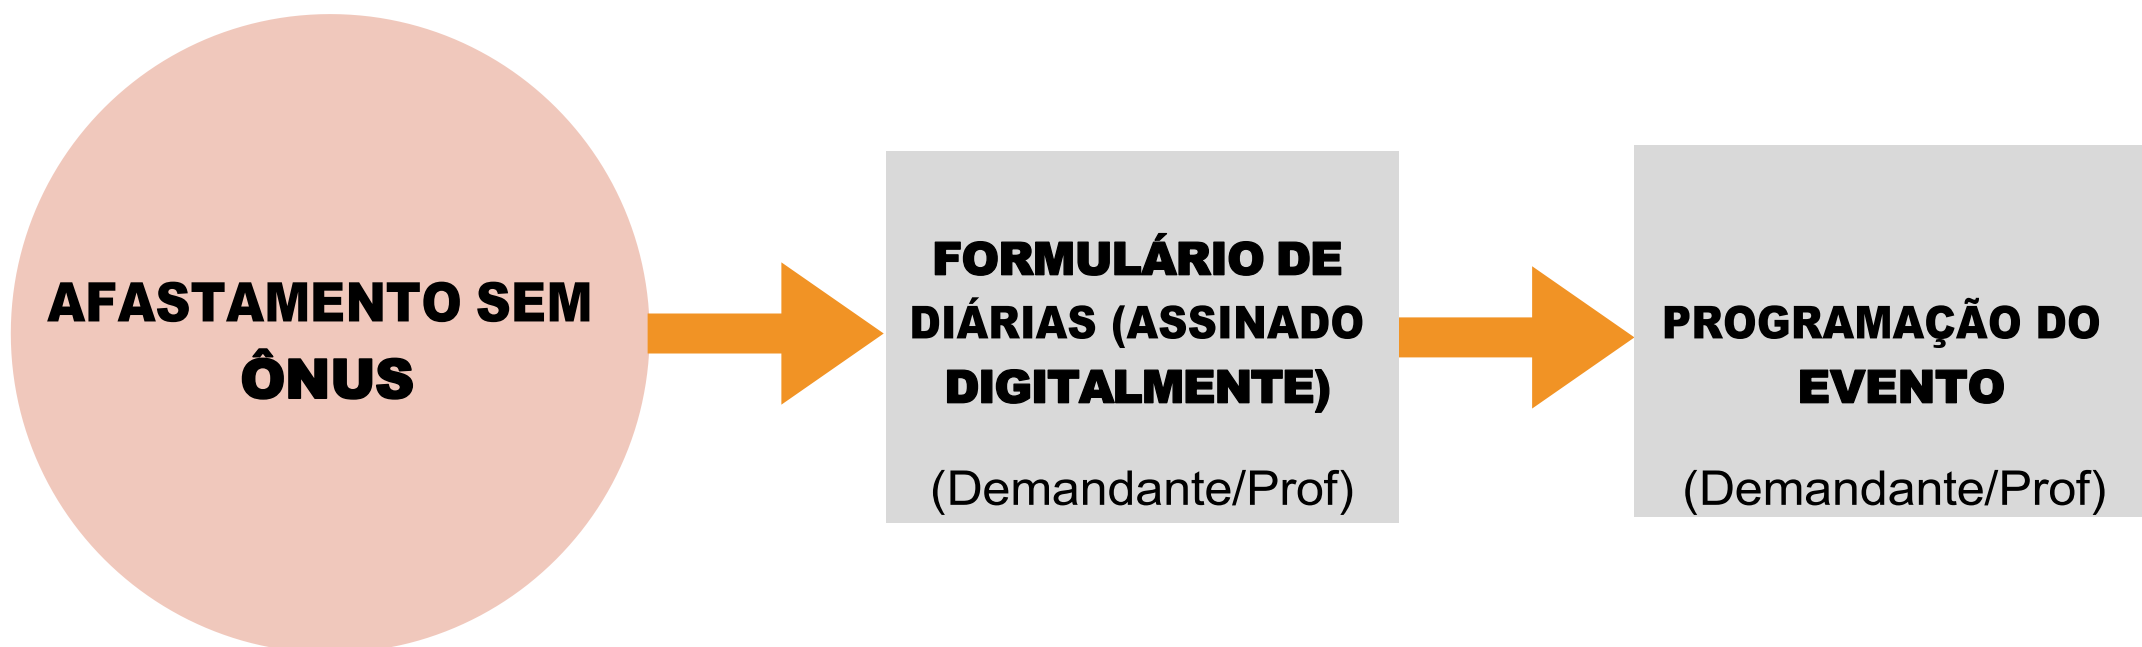 AFASTAMENTO SEM
ÔNUS
FORMULÁRIO DE
DIÁRIAS (ASSINADO
DIGITALMENTE)
(Demandante/Prof)
PROGRAMAÇÃO DO
EVENTO
(Demandante/Prof)